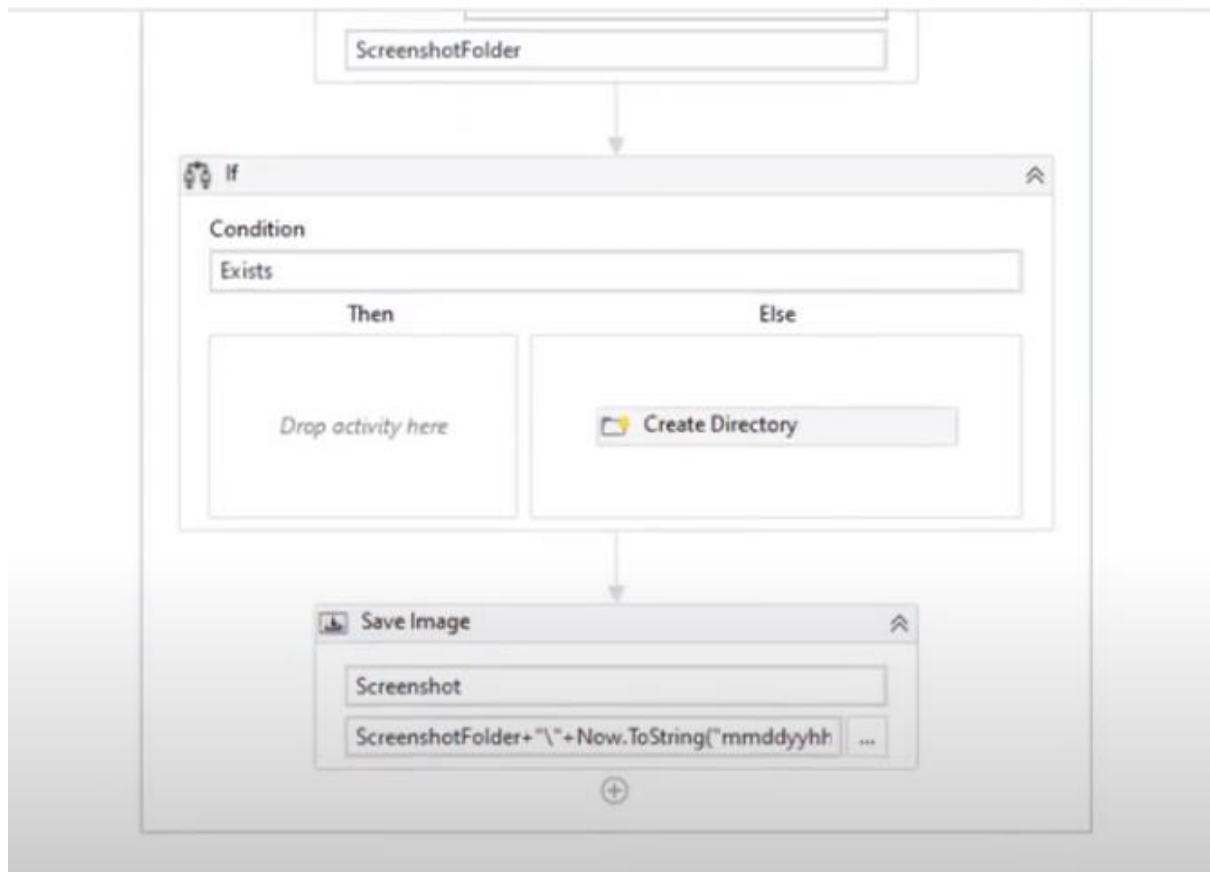 ScreenshotFolder
If
Condition
Exists
Then Else
Drop activity here Create Directory
Save Image
Screenshot
ScreenshotFolder+"\"+Now.ToString("mmddyyhh ...